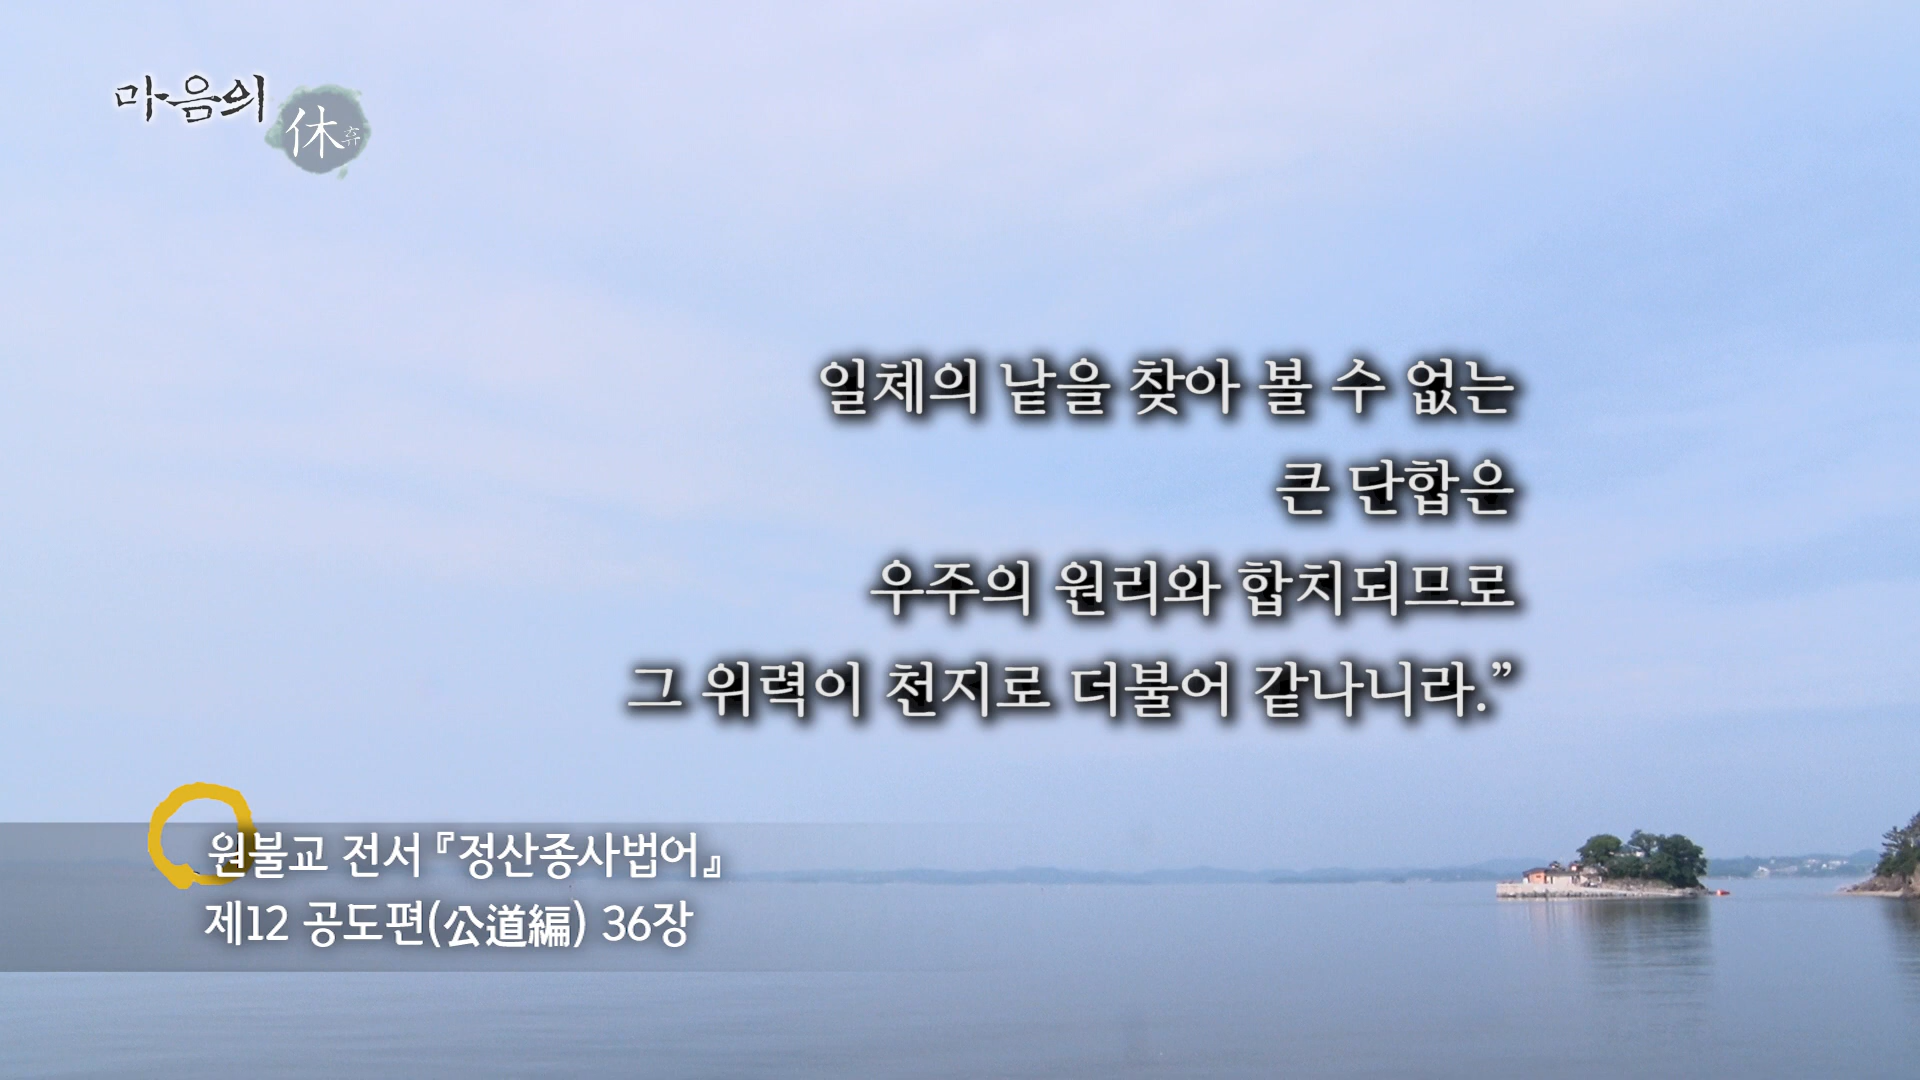 마음의 休휴
일체의 낱을 찾아 볼 수 없는
큰 단합은
우주의 원리와 합치되므로
그 위력이 천지로 더불어 같나니라.”
원불교 전서 『정산종사법어』
제12 공도편(公道編) 36장